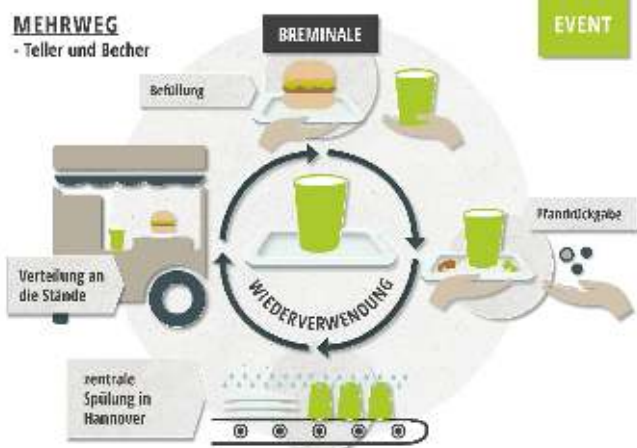 MEHRWEG
- Teller und Becher
BREMINALE
EVENT
Befüllung
Pfandrückgabe
WIEDERVERWENDUNG
Verteilung an
die Stände
zentrale
Spülung in
Hannover